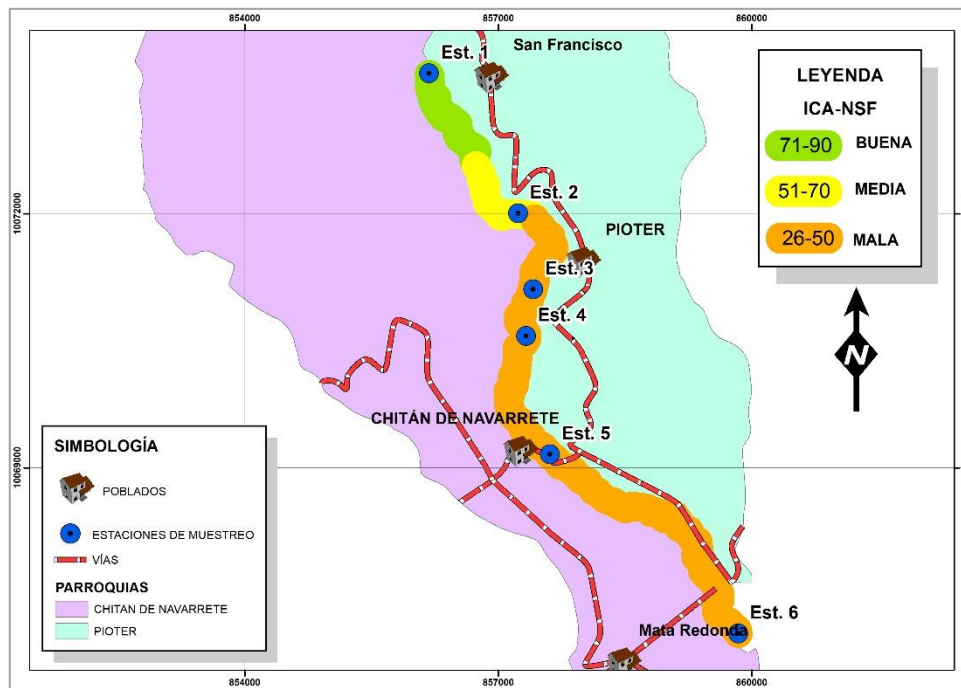 854000
857000
860000
San Francisco
Est. 1
LEYENDA
ICA-NSF
71-90 BUENA
51-70 MEDIA
26-50 MALA
10072000
Est. 2
PIOTER
Est. 3
Est. 4
N
CHITÁN DE NAVARRETE
Est. 5
10069000
SIMBOLOGÍA
POBLADOS
ESTACIONES DE MUESTREO
VÍAS
PARROQUIAS
CHITAN DE NAVARRETE
PIOTER
Est. 6
Mata Redonda
854000
857000
860000